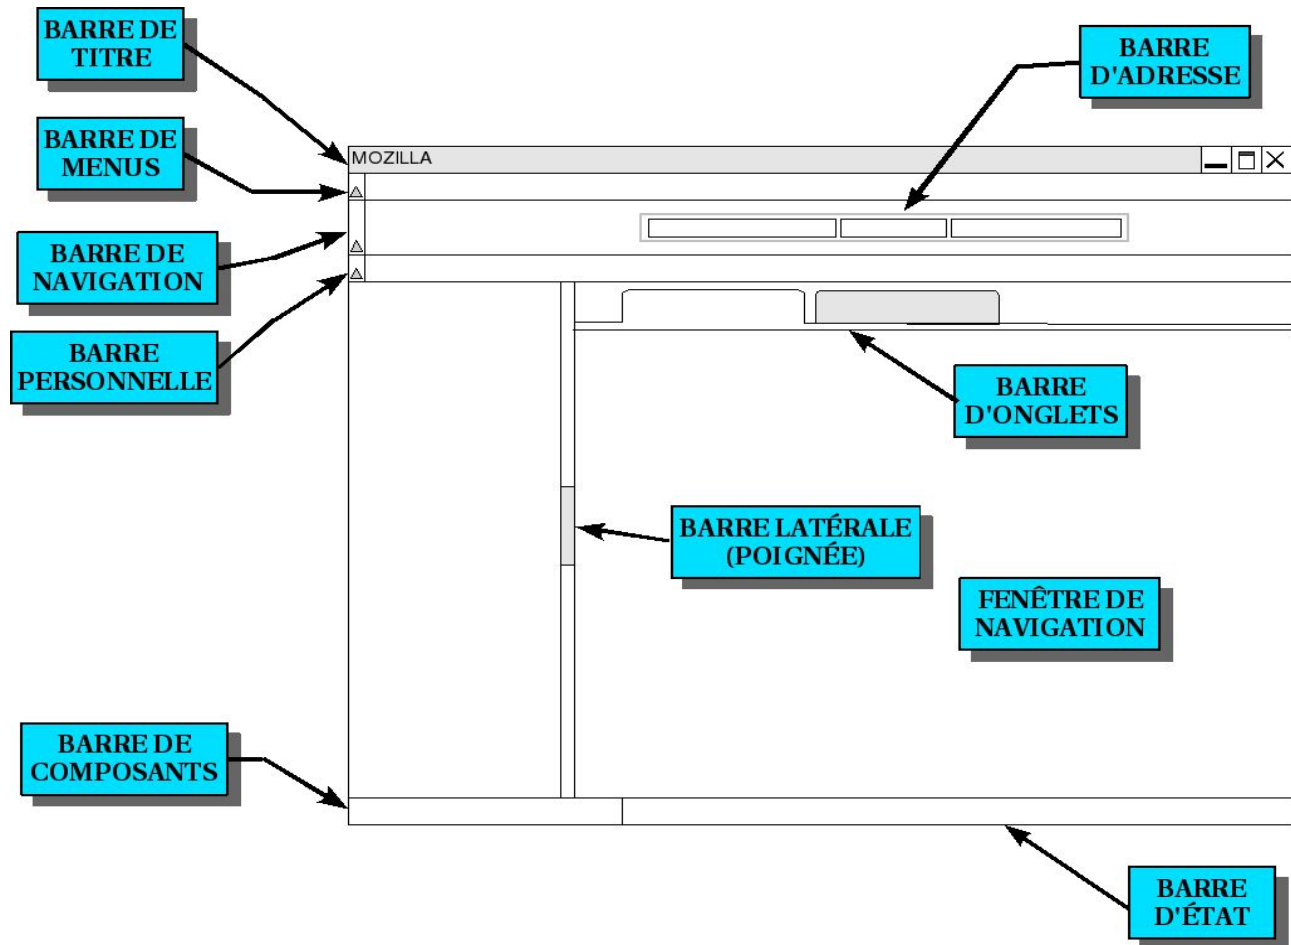 BARRE DE
TITRE
BARRE
D'ADRESSE
BARRE DE
MENUS
MOZILLA
BARRE DE
NAVIGATION
BARRE
PERSONNELLE
BARRE
D'ONGLETS
BARRE LATÉRALE
(POIGNÉE)
FENÊTRE DE
NAVIGATION
BARRE DE
COMPOSANTS
BARRE
D'ÉTAT